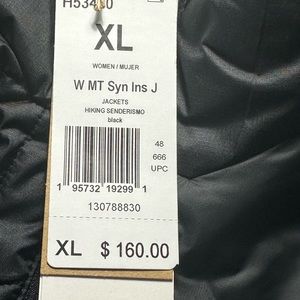 XL
WOMEN / MUJER
W MT Syn Ins J
JACKETS
HIKING SENDERISMO
black
48
666
UPC
1 95732 19299 1
130788830
XL $ 160.00